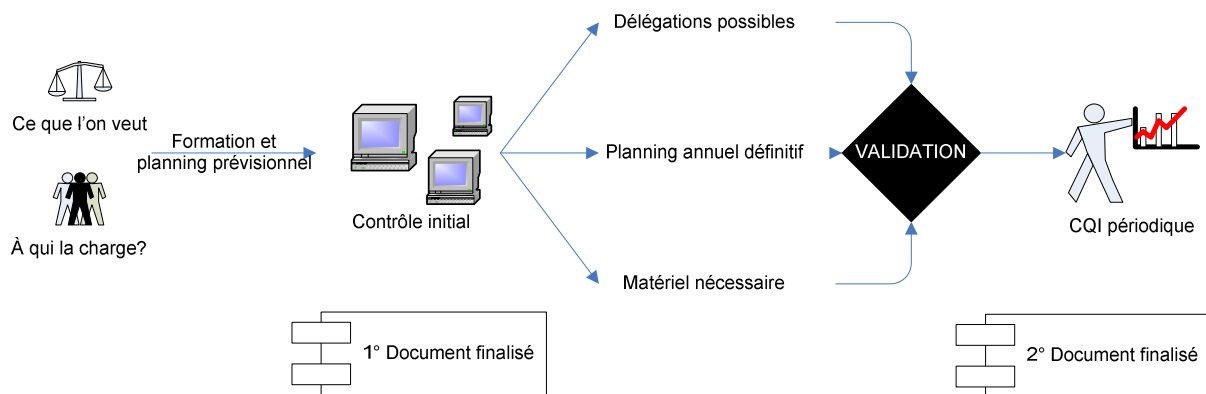 Délégations possibles
Ce que l'on veut
Formation et
planning prévisionnel
Planning annuel définitif
VALIDATION
Contrôle initial
CQI périodique
À qui la charge?
Matériel nécessaire
1° Document finalisé
2° Document finalisé